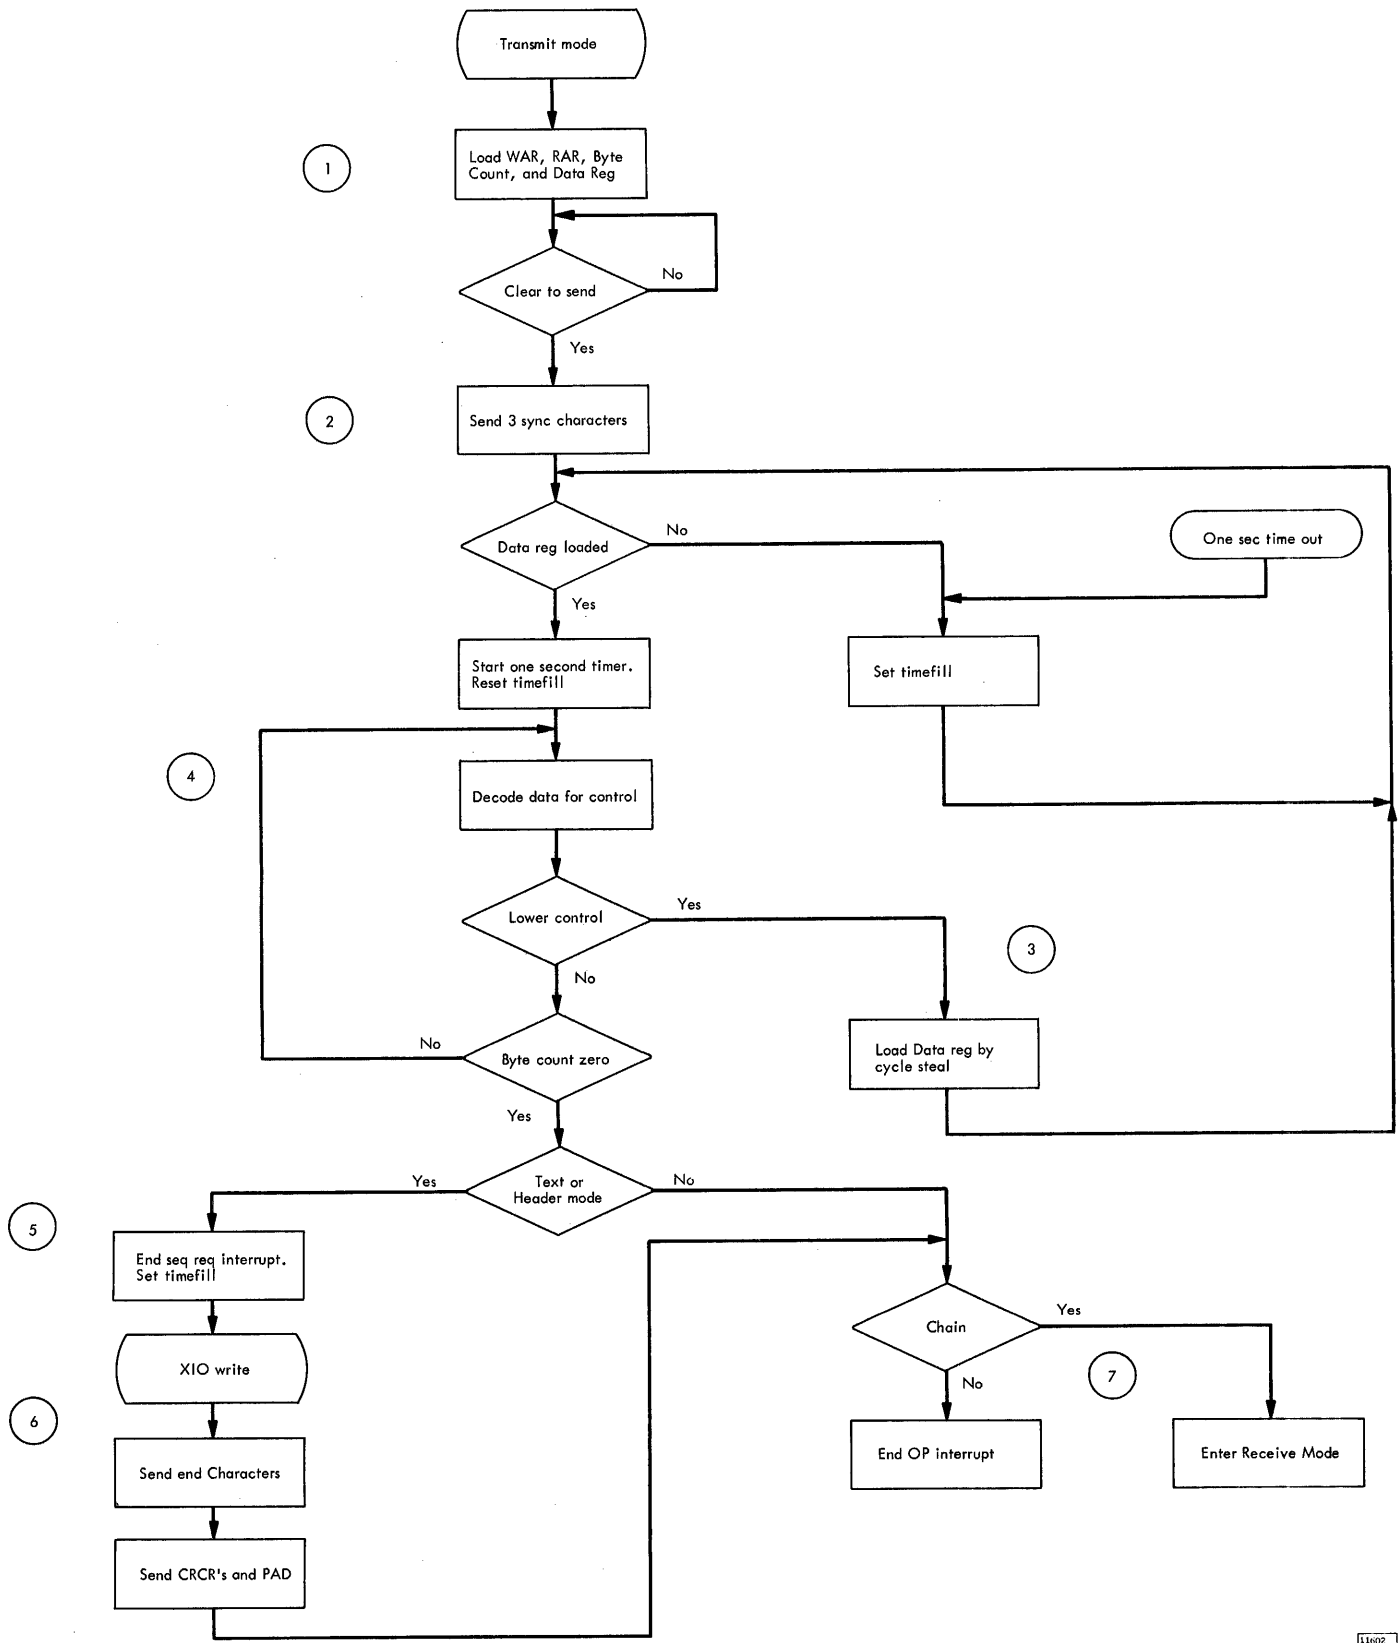 Transmit mode
1
Load WAR, RAR, Byte
Count, and Data Reg
No
Clear to send
Yes
2
Send 3 sync characters
No
Data reg loaded
One sec time out
Yes
Start one second timer.
Reset timefill
Set timefill
4
Decode data for control
Yes
Lower control
3
No
No
Byte count zero
Load Data reg by
cycle steal
Yes
Yes
Text or
Header mode
No
5
End seq req interrupt.
Set timefill
Yes
Chain
XIO write
7
No
6
End OP interrupt
Enter Receive Mode
Send end Characters
Send CRCR's and PAD
11602